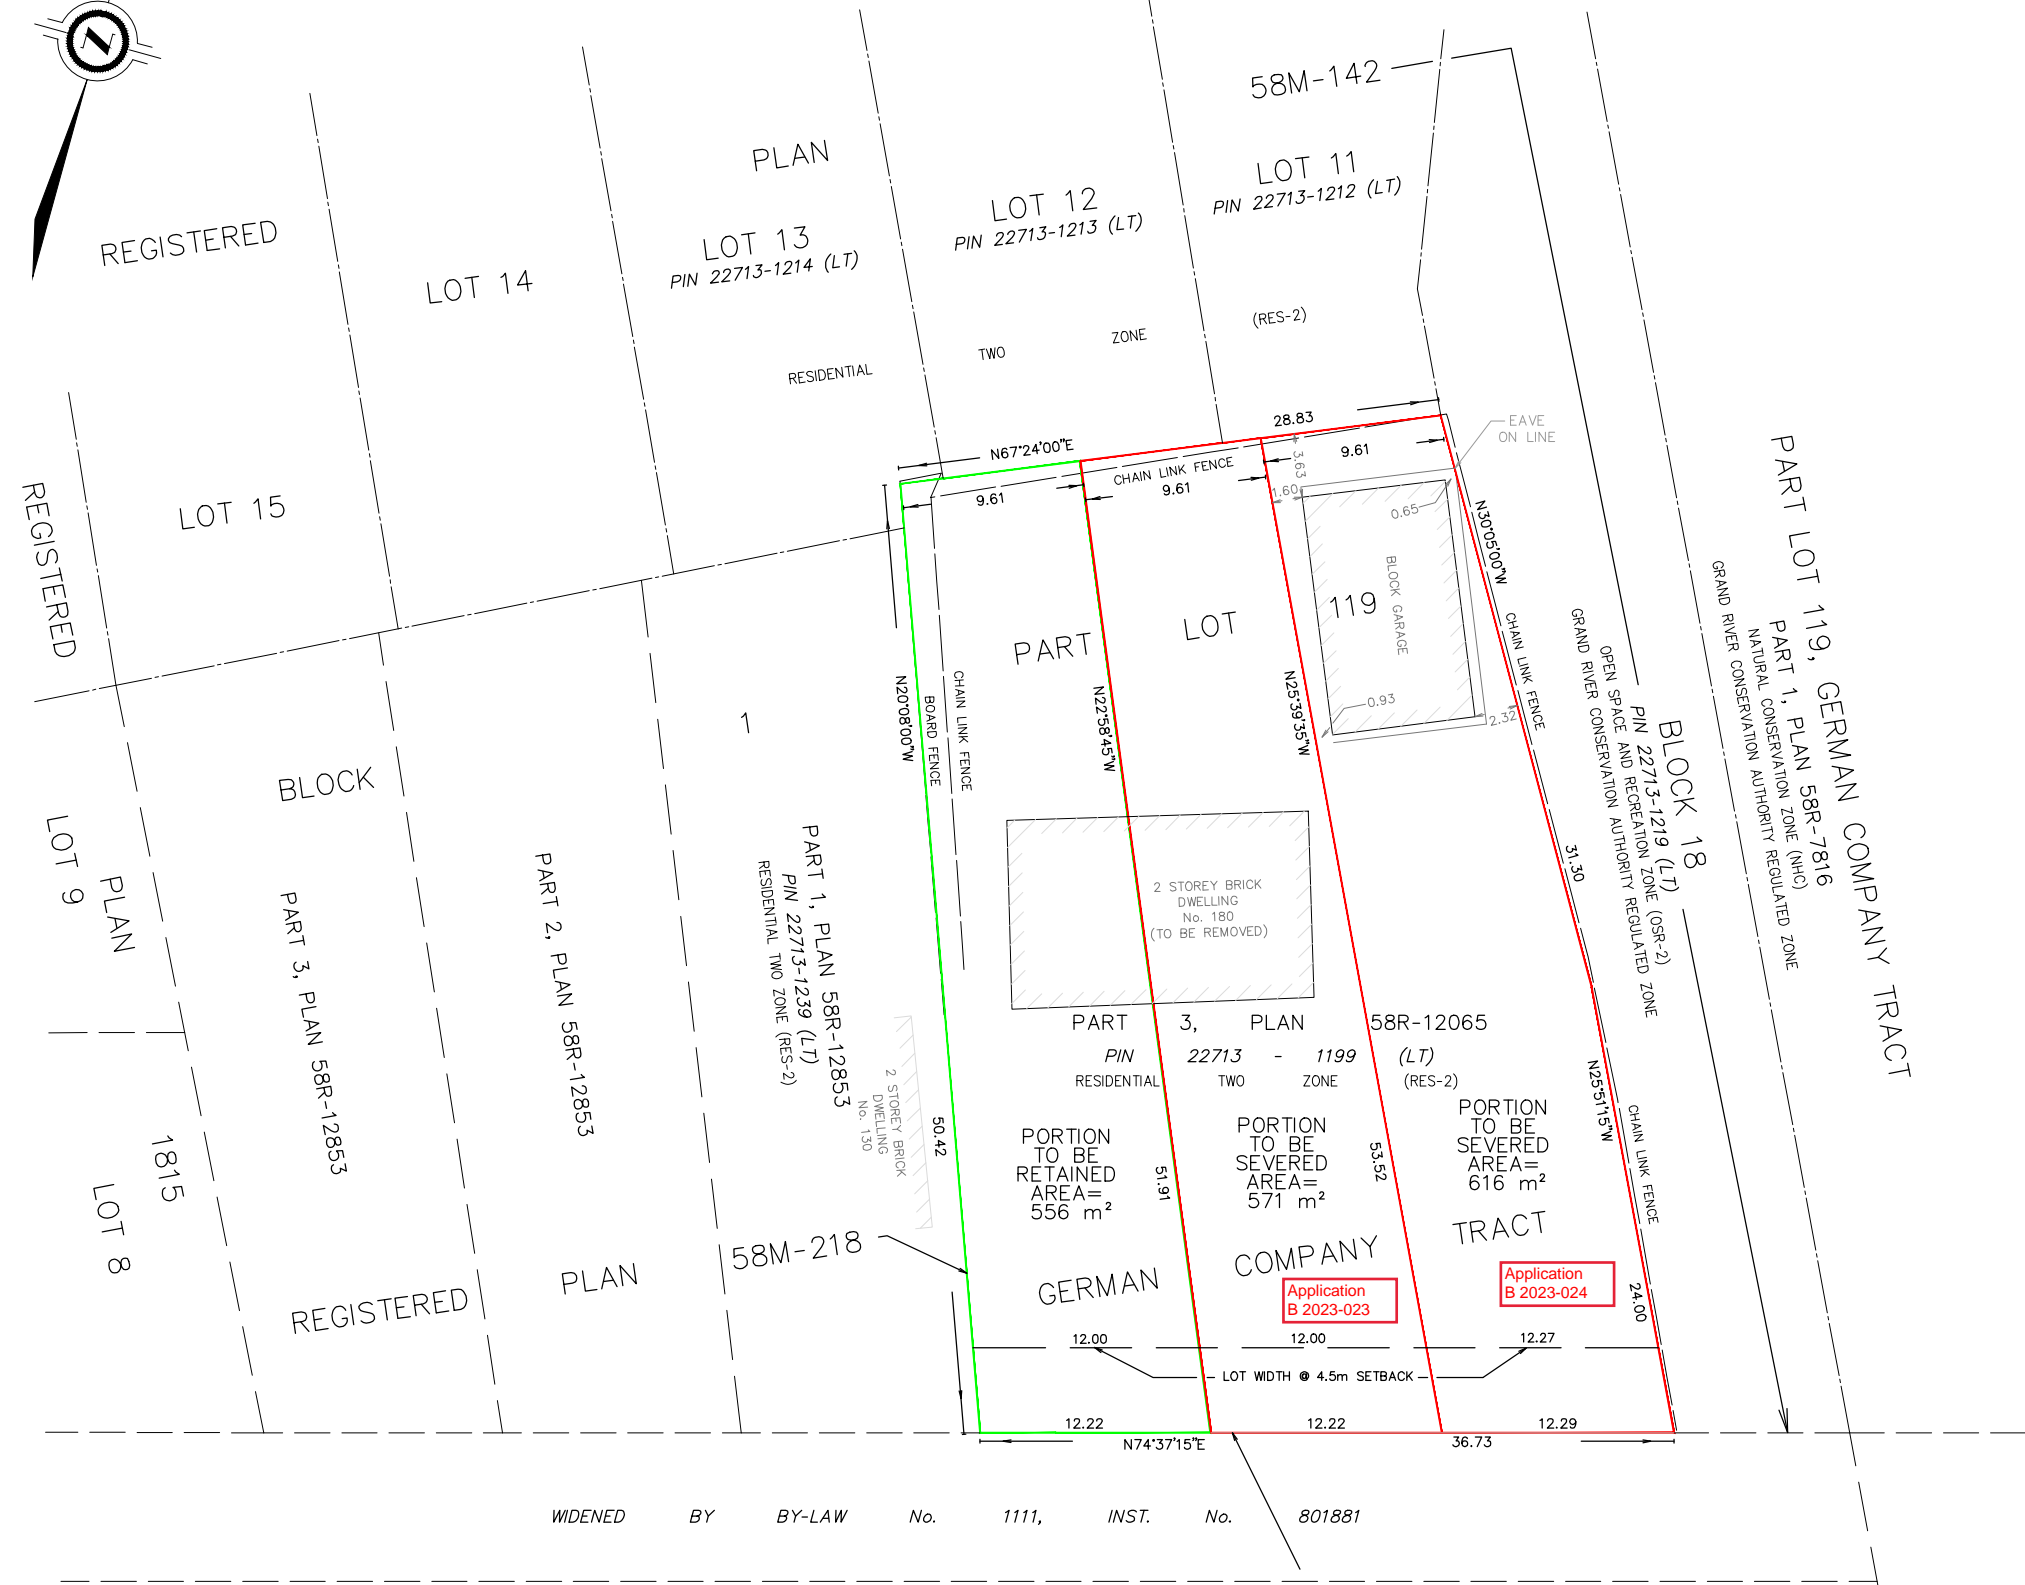 58M-142
PLAN
LOT 11
PIN 22713-1212 (LT)
LOT 12
PIN 22713-1213 (LT)
LOT 13
PIN 22713-1214 (LT)
REGISTERED
LOT 14
RESIDENTIAL TWO ZONE (RES-2)
LOT 15
REGISTERED
N67°24'00"E
28.83
EAVE
ON LINE
CHAIN LINK FENCE
9.61
9.61
9.61
3.63
1.60
0.65
N30°05'00"W
BLOCK GARAGE
0.93
2.32
CHAIN LINK FENCE
PART LOT 119
N20°08'00"W
BOARD FENCE
CHAIN LINK FENCE
N22°58'45"W
N25°39'35"W
31.30
GRAND RIVER CONSERVATION AUTHORITY REGULATED ZONE
OPEN SPACE AND RECREATION ZONE (OSR-2)
PIN 22713-1219 (LT)
BLOCK 18
PART LOT 119, GERMAN COMPANY TRACT
PART 1, PLAN 58R-7816
NATURAL CONSERVATION ZONE (NHC)
GRAND RIVER CONSERVATION AUTHORITY REGULATED ZONE
BLOCK 1
LOT 9
PLAN
1815
LOT 8
PART 3, PLAN 58R-12853
PART 2, PLAN 58R-12853
PART 1, PLAN 58R-12853
PIN 22713-1239 (LT)
RESIDENTIAL TWO ZONE (RES-2)
2 STOREY BRICK
DWELLING
No. 130
2 STOREY BRICK
DWELLING
No. 180
(TO BE REMOVED)
PART 3, PLAN 58R-12065
PIN 22713 - 1199 (LT)
RESIDENTIAL TWO ZONE (RES-2)
50.42
51.91
53.52
N25°51'15"W
CHAIN LINK FENCE
24.00
PORTION
TO BE
RETAINED
AREA=
556 m²
PORTION
TO BE
SEVERED
AREA=
571 m²
PORTION
TO BE
SEVERED
AREA=
616 m²
58M-218
REGISTERED PLAN
GERMAN COMPANY TRACT
Application
B 2023-023
Application
B 2023-024
12.00
12.00
12.27
LOT WIDTH @ 4.5m SETBACK
12.22
12.22
12.29
N74°37'15"E
36.73
WIDENED BY BY-LAW No. 1111, INST. No. 801881
N